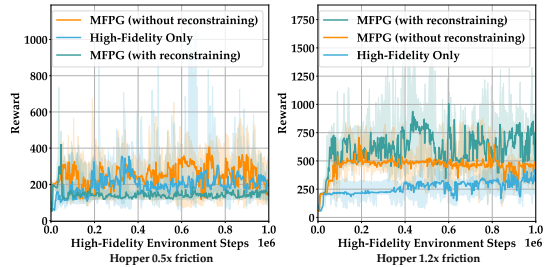 MFPG (without reconstraining)
High-Fidelity Only
MFPG (with reconstraining)
Reward
1000
800
600
400
200
0
0.0 0.2 0.4 0.6 0.8 1.0
1e6
High-Fidelity Environment Steps
Hopper 0.5x friction
MFPG (with reconstraining)
MFPG (without reconstraining)
High-Fidelity Only
Reward
1750
1500
1250
1000
750
500
250
0
0.0 0.2 0.4 0.6 0.8 1.0
1e6
High-Fidelity Environment Steps
Hopper 1.2x friction